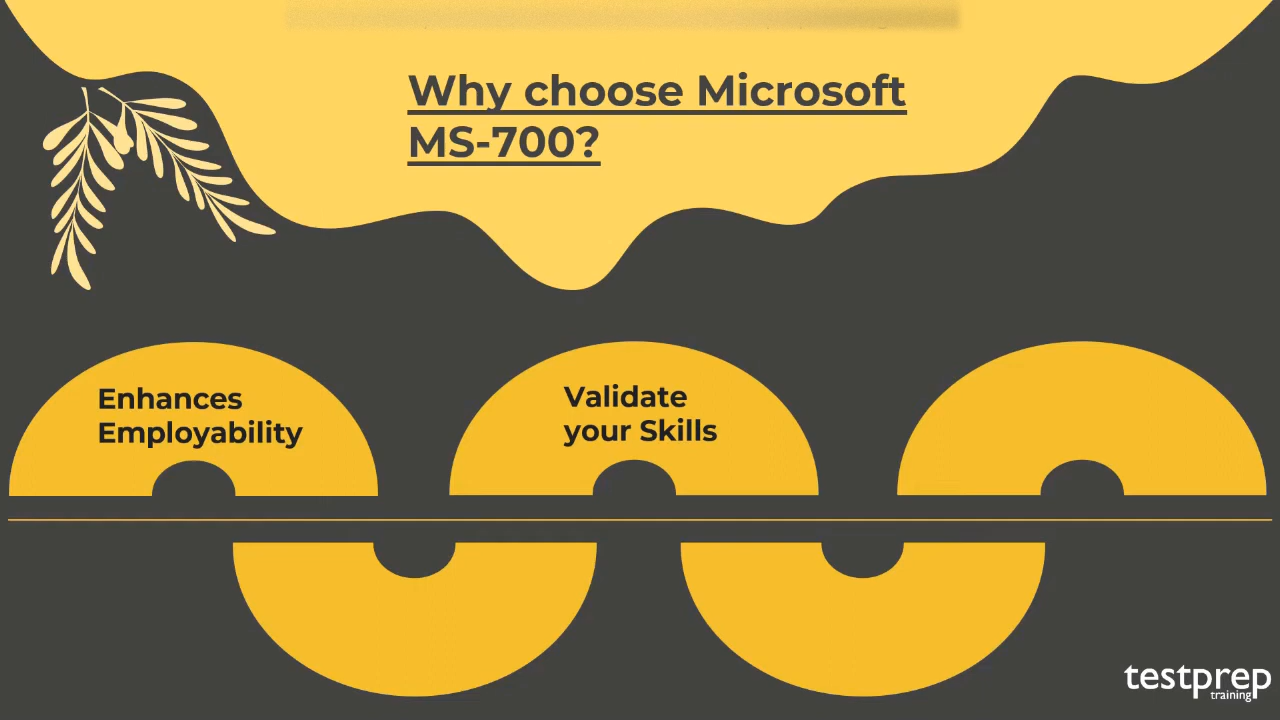 Why choose Microsoft
MS-700?
Enhances
Employability
Validate
your Skills
testprep
training